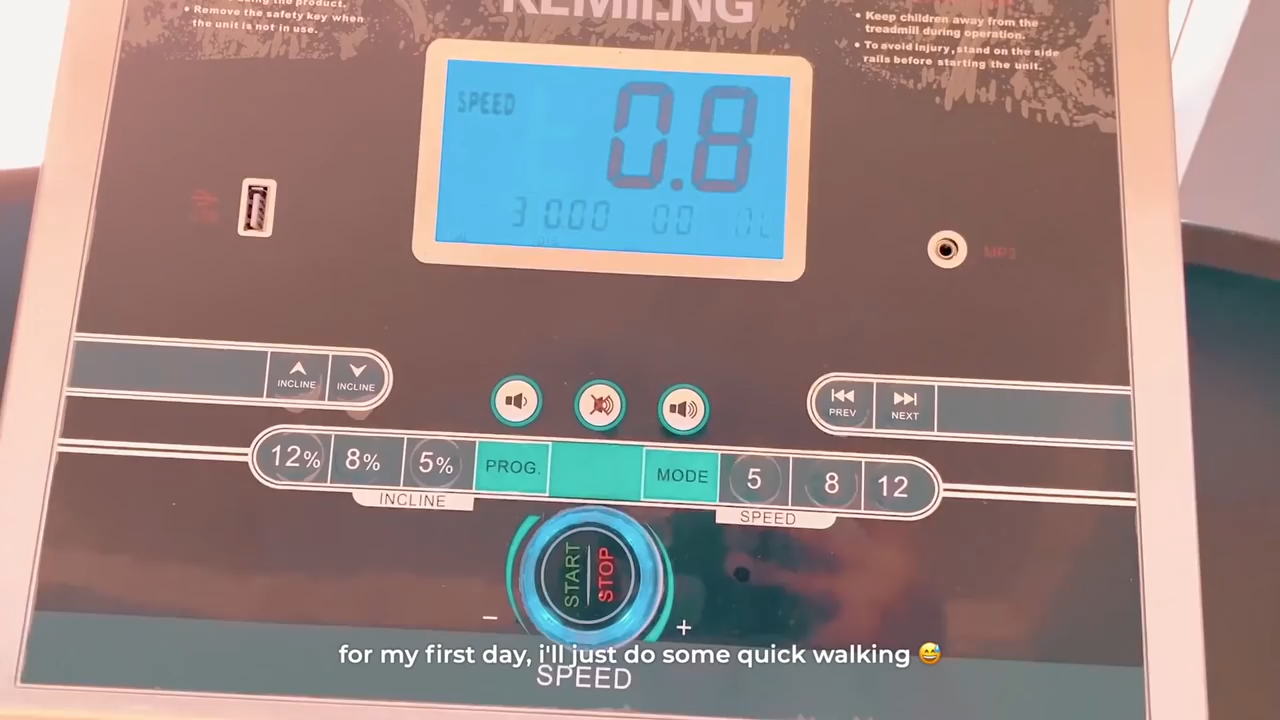 • Remove the safety key when
the unit is not in use.
• Keep children away from the
treadmill during operation.
• To avoid injury, stand on the side
rails before starting the unit.
SPEED
0.8
3 0.00 00
MP3
INCLINE
INCLINE
PREV
NEXT
12% 8% 5%
PROG.
MODE
5 8 12
INCLINE
SPEED
START
STOP
- +
for my first day, i'll just do some quick walking 😅
SPEED